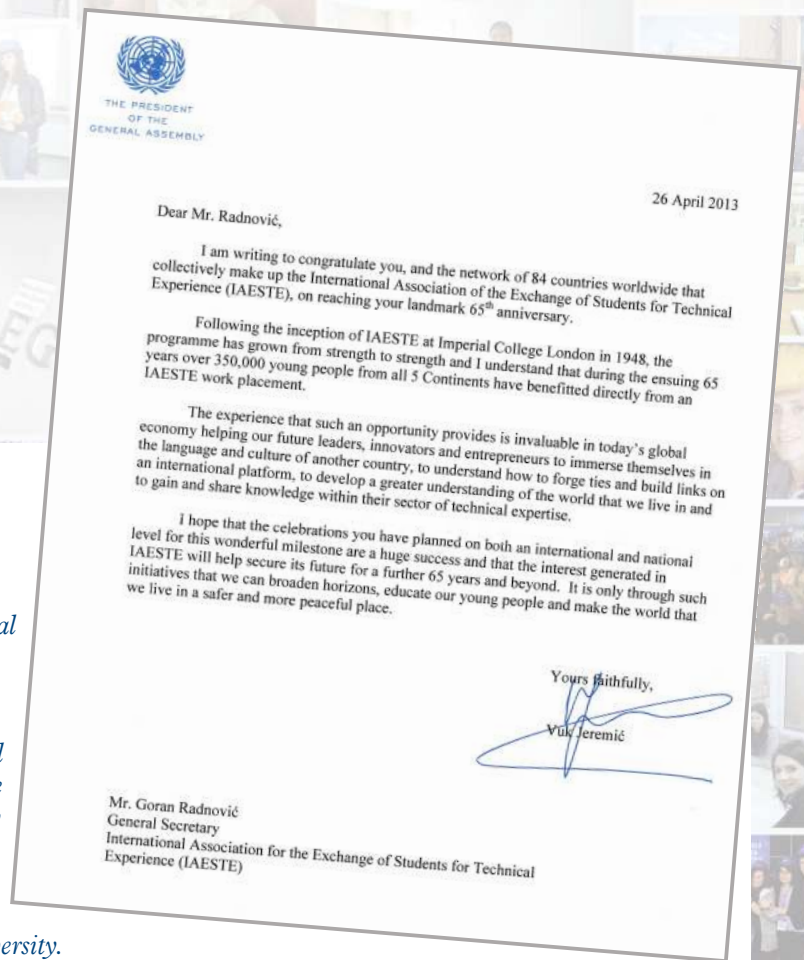 THE PRESIDENT
OF THE
GENERAL ASSEMBLY
26 April 2013
Dear Mr. Radnović,
I am writing to congratulate you, and the network of 84 countries worldwide that
collectively make up the International Association of the Exchange of Students for Technical
Experience (IAESTE), on reaching your landmark 65th anniversary.
Following the inception of IAESTE at Imperial College London in 1948, the
programme has grown from strength to strength and I understand that during the ensuing 65
years over 350,000 young people from all 5 Continents have benefitted directly from an
IAESTE work placement.
The experience that such an opportunity provides is invaluable in today's global
economy helping our future leaders, innovators and entrepreneurs to immerse themselves in
the language and culture of another country, to understand how to forge ties and build links on
an international platform, to develop a greater understanding of the world that we live in and
to gain and share knowledge within their sector of technical expertise.
I hope that the celebrations you have planned on both an international and national
level for this wonderful milestone are a huge success and that the interest generated in
IAESTE will help secure its future for a further 65 years and beyond. It is only through such
initiatives that we can broaden horizons, educate our young people and make the world that
we live in a safer and more peaceful place.
Yours faithfully,
Vuk Jeremić
Mr. Goran Radnović
General Secretary
International Association for the Exchange of Students for Technical
Experience (IAESTE)